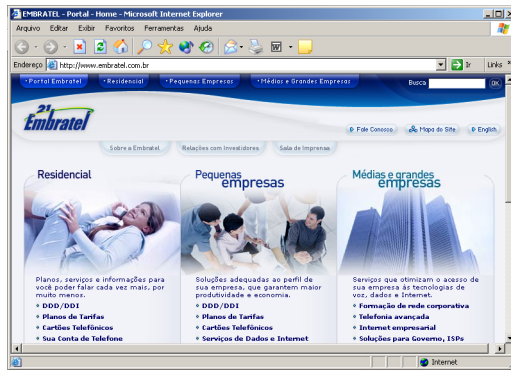 EMBRATEL - Portal - Home - Microsoft Internet Explorer
Arquivo Editar Exibir Favoritos Ferramentas Ajuda
Endereço http://www.embratel.com.br Ir Links
Portal Embratel Residencial Pequenas Empresas Médias e Grandes Empresas Busca OK
21
Embratel
Fale Conosco Mapa do Site English
Sobre a Embratel Relações com Investidores Sala de Imprensa
Residencial
Planos, serviços e informações para
você poder falar cada vez mais, por
muito menos.
DDD/DDI
Planos de Tarifas
Cartões Telefônicos
Sua Conta de Telefone
Pequenas
empresas
Soluções adequadas ao perfil de
sua empresa, que garantem maior
produtividade e economia.
DDD/DDI
Planos de Tarifas
Cartões Telefônicos
Serviços de Dados e Internet
Médias e grandes
empresas
Serviços que otimizam o acesso de
sua empresa às tecnologias de
voz, dados e Internet.
Formação de rede corporativa
Telefonia avançada
Internet empresarial
Soluções para Governo, ISPs
Internet